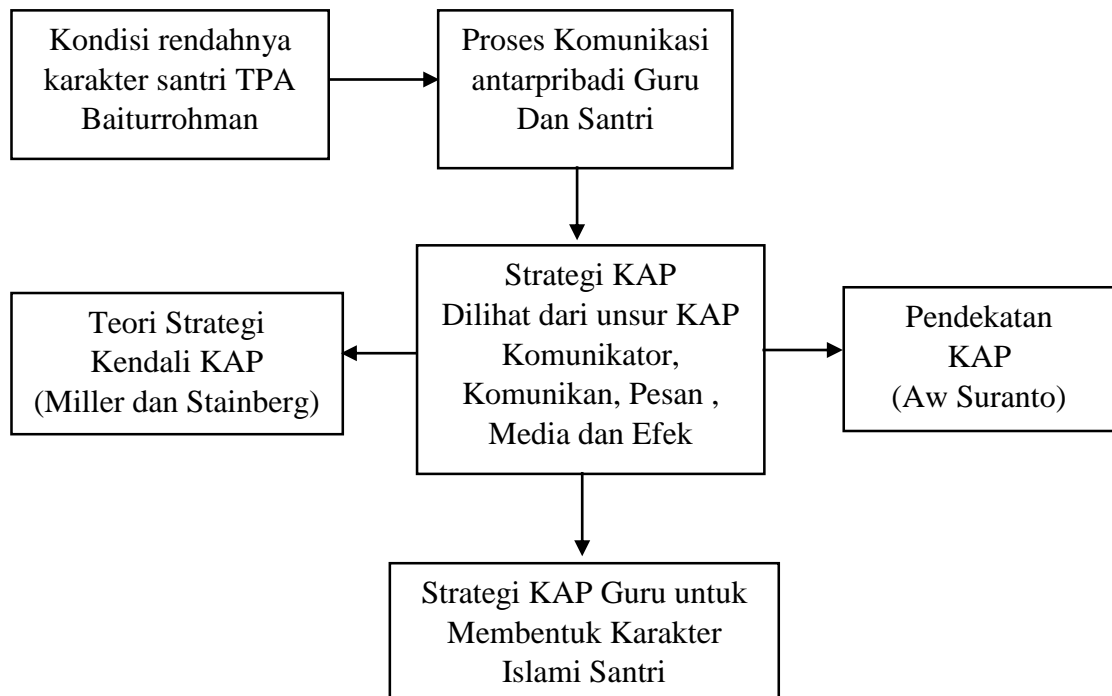 Kondisi rendahnya
karakter santri TPA
Baiturrohman
Proses Komunikasi
antarpribadi Guru
Dan Santri
Strategi KAP
Dilihat dari unsur KAP
Komunikator,
Komunikan, Pesan ,
Media dan Efek
Teori Strategi
Kendali KAP
(Miller dan Stainberg)
Pendekatan
KAP
(Aw Suranto)
Strategi KAP Guru untuk
Membentuk Karakter
Islami Santri